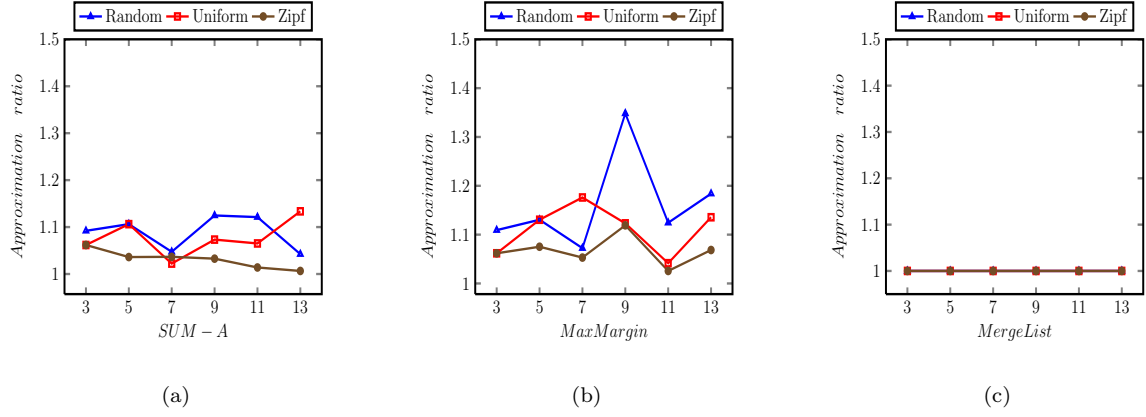 Random Uniform Zipf
1.5
1.4
1.3
1.2
1.1
1
Approximation ratio
3 5 7 9 11 13
SUM − A
(a)
Random Uniform Zipf
1.5
1.4
1.3
1.2
1.1
1
Approximation ratio
3 5 7 9 11 13
MaxMargin
(b)
Random Uniform Zipf
1.5
1.4
1.3
1.2
1.1
1
Approximation ratio
3 5 7 9 11 13
MergeList
(c)